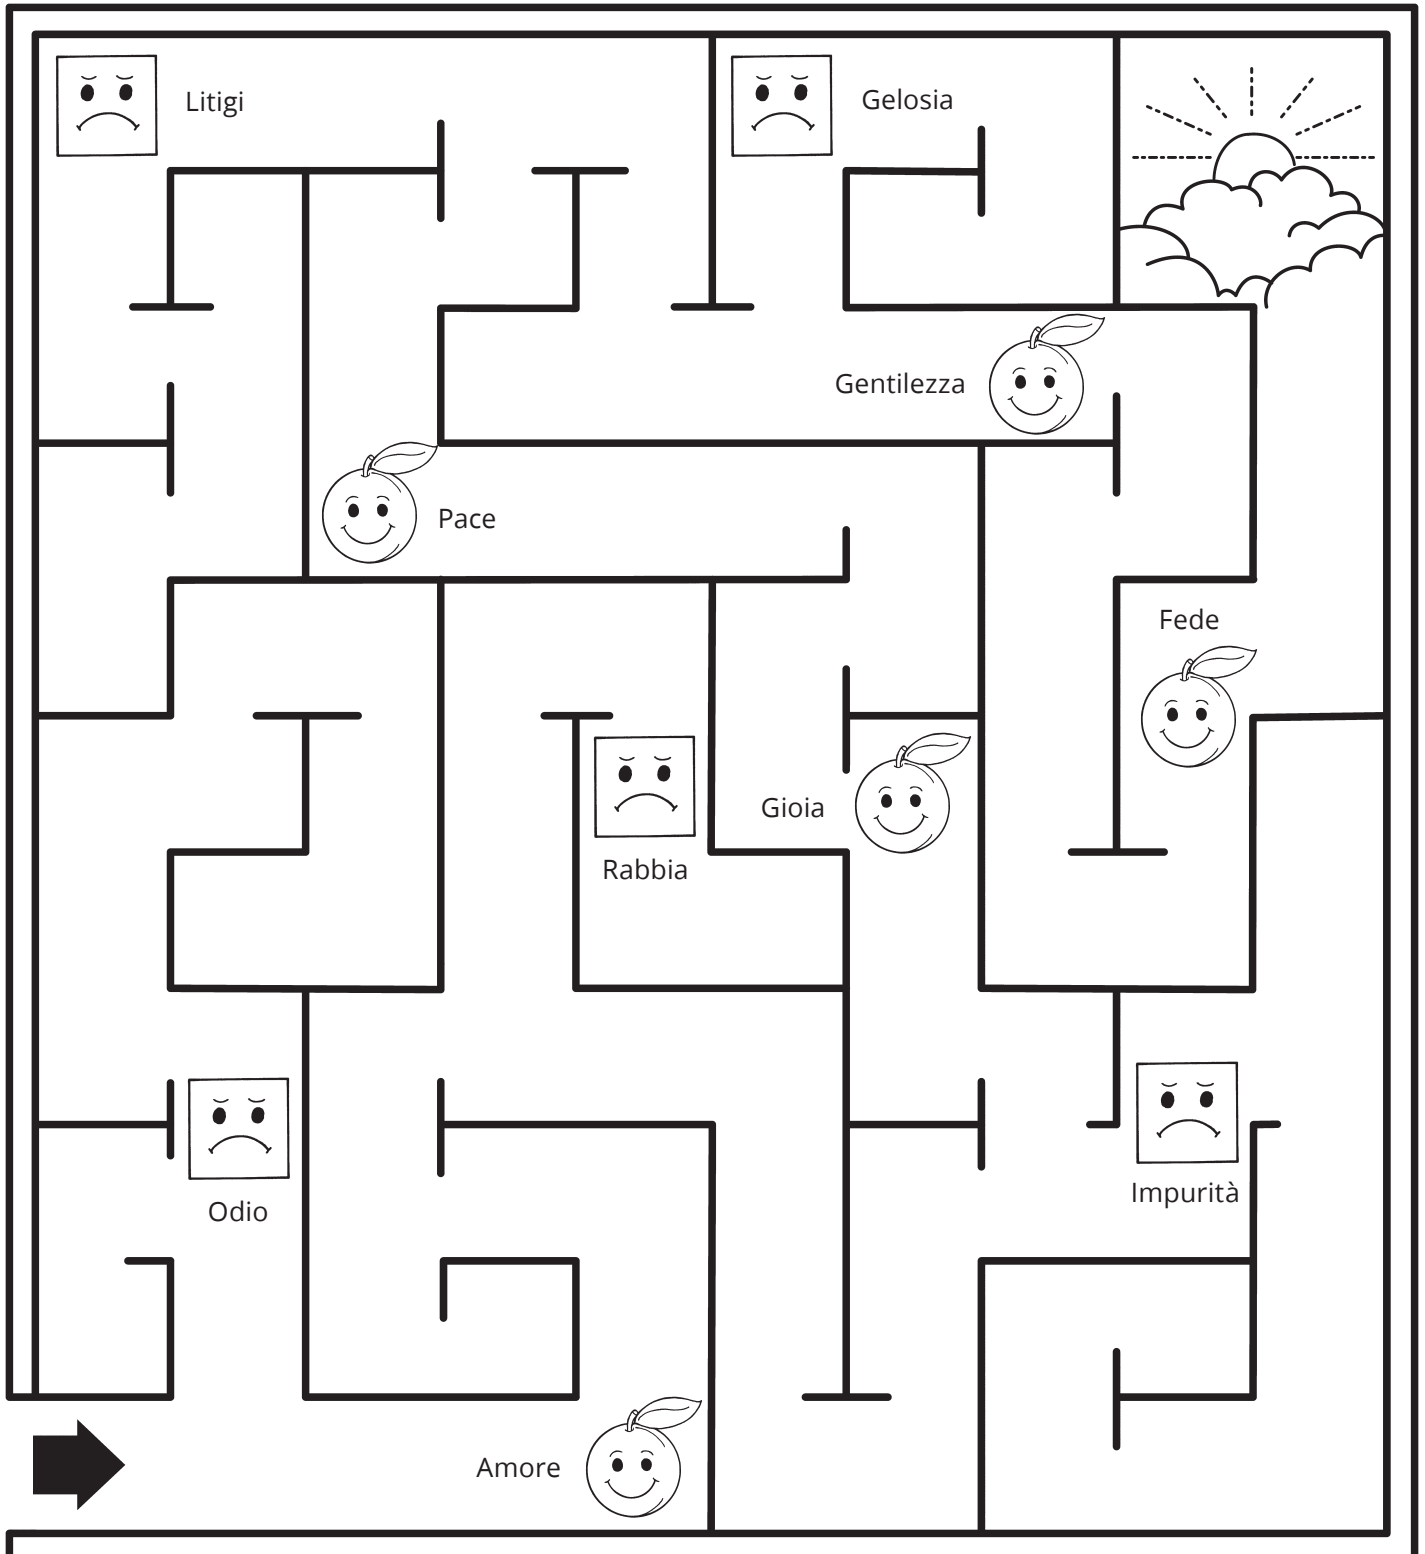 Litigi
Gelosia
Gentilezza
Pace
Fede
Gioia
Rabbia
Impurità
Odio
Amore